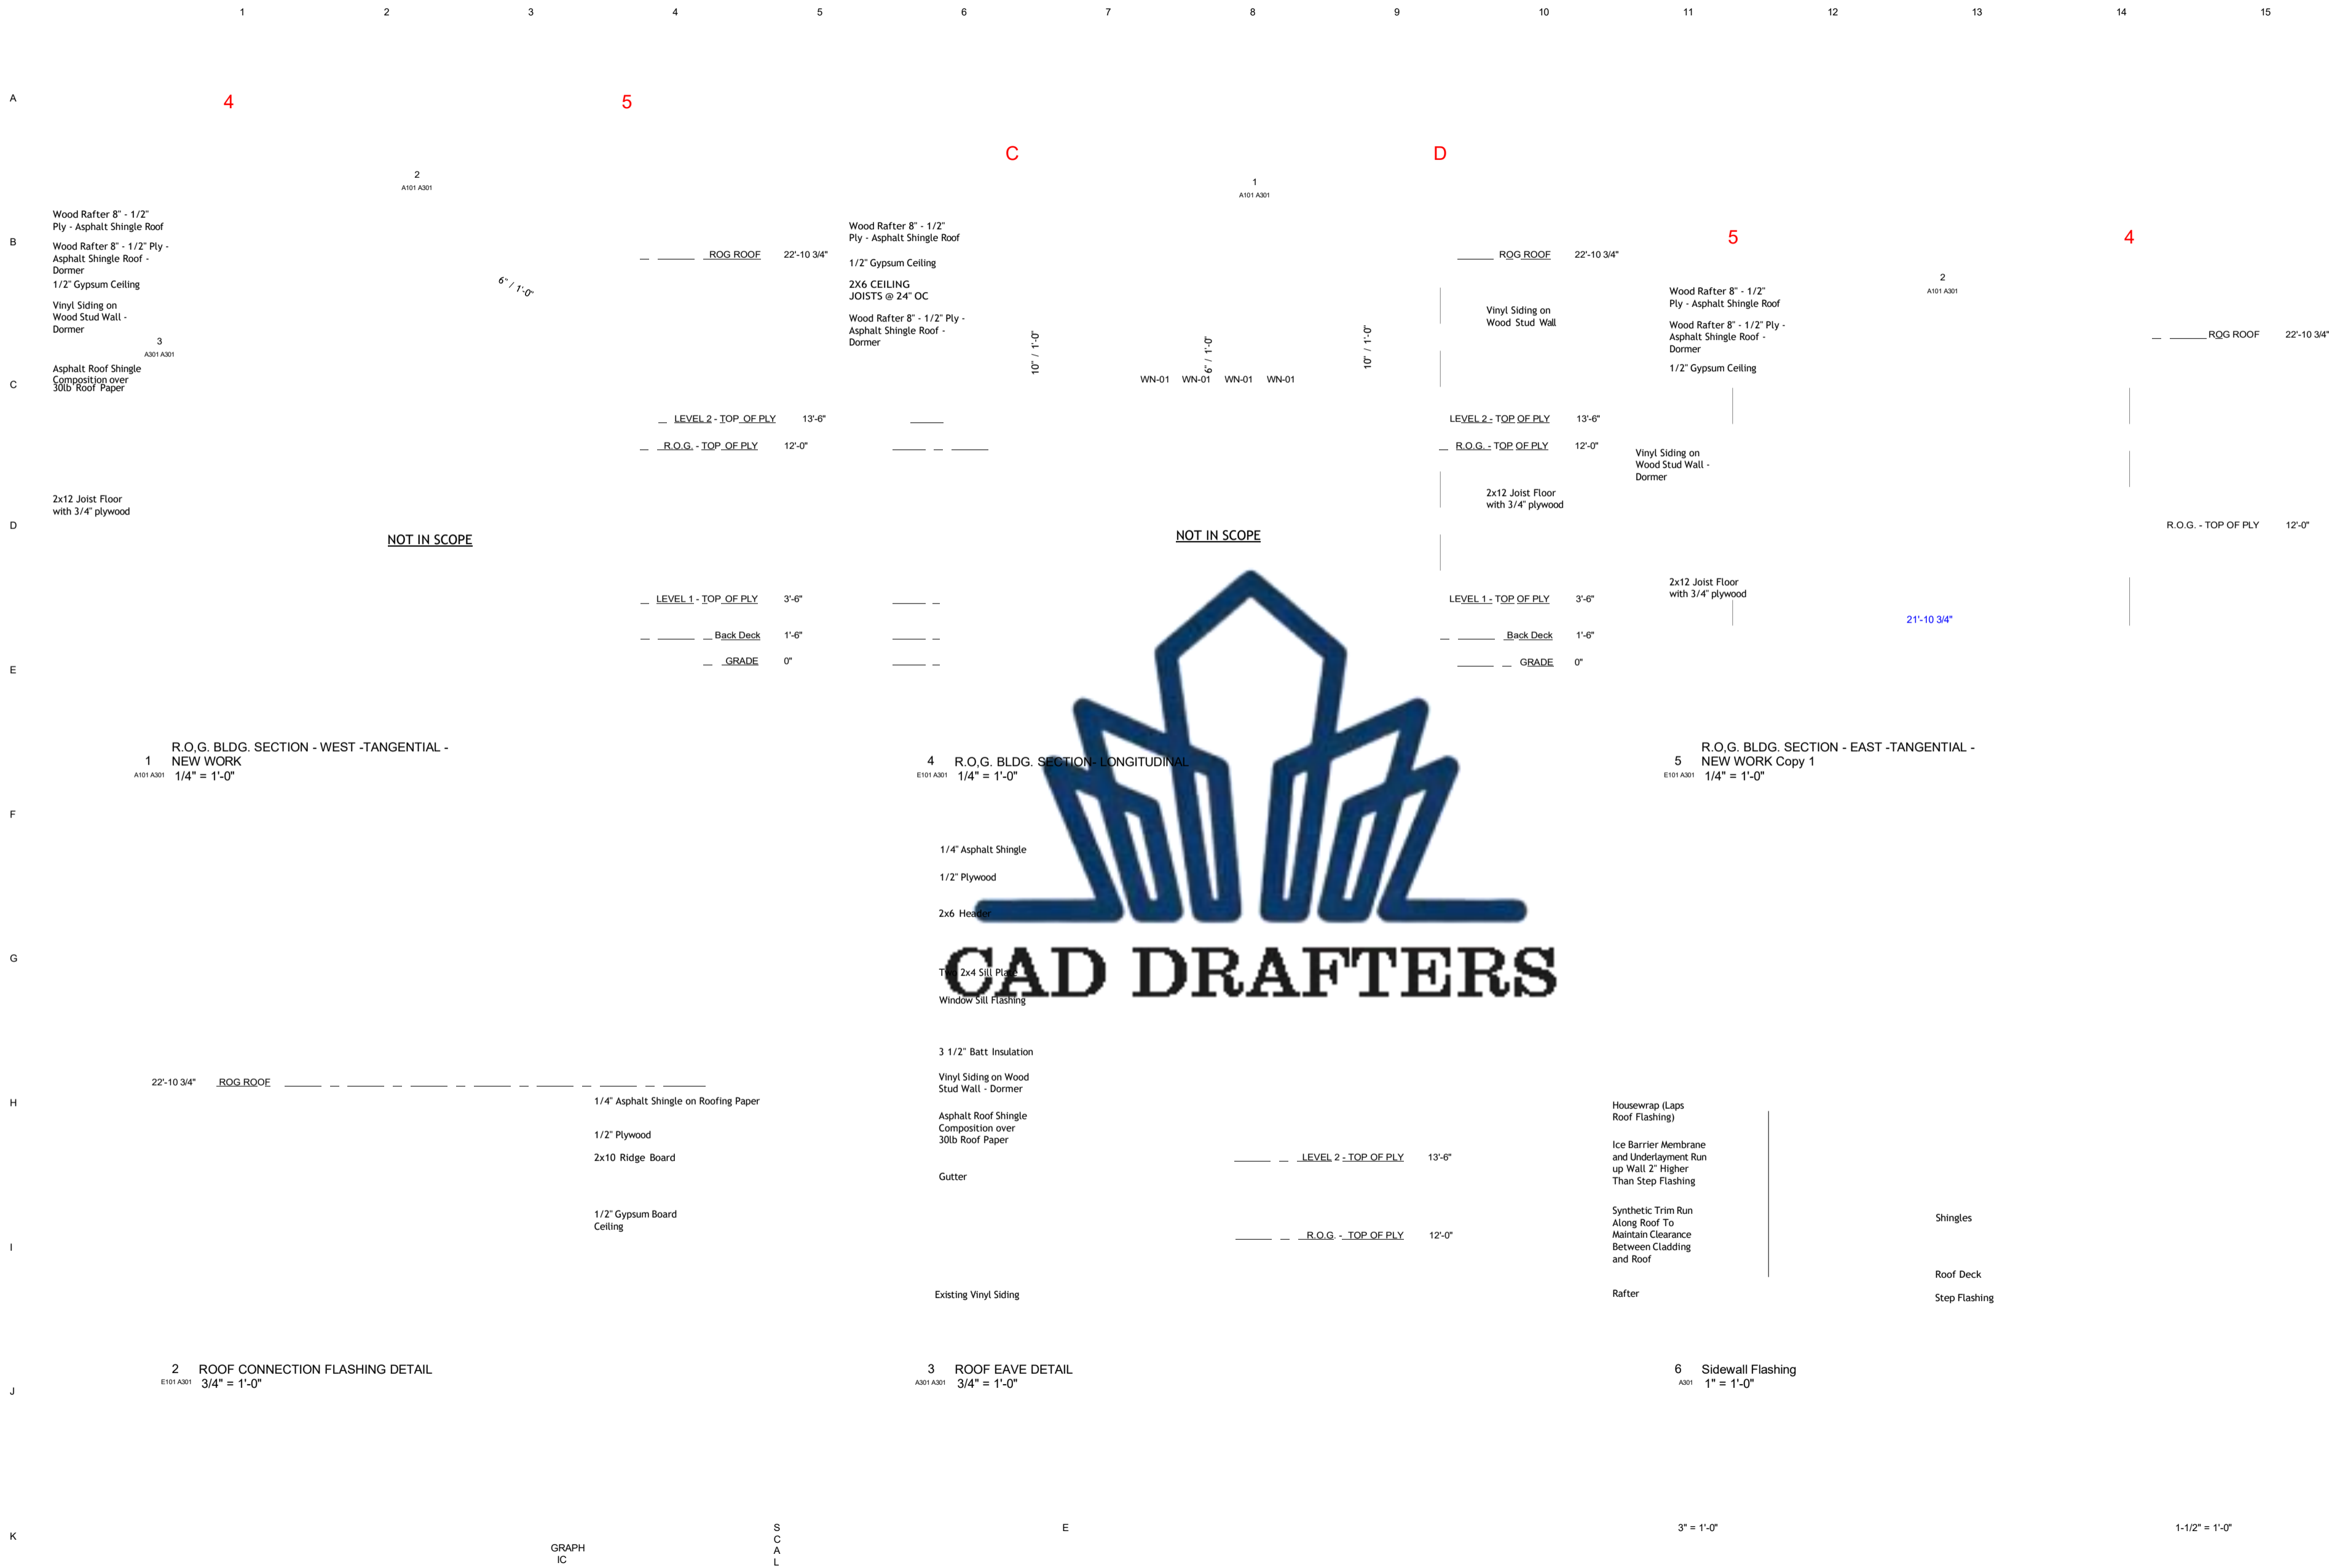 1 2 3 4 5 6 7 8 9 10 11 12 13 14 15
A
4
5
C
D
2
A101 A301
1
A101 A301
Wood Rafter 8" - 1/2"
Ply - Asphalt Shingle Roof
Wood Rafter 8" - 1/2" Ply -
Asphalt Shingle Roof -
Dormer
1/2" Gypsum Ceiling
Vinyl Siding on
Wood Stud Wall -
Dormer
3
A301 A301
Asphalt Roof Shingle
Composition over
30lb Roof Paper
2x12 Joist Floor
with 3/4" plywood
B
C
D
E
6" / 1'-0"
ROG ROOF 22'-10 3/4"
LEVEL 2 - TOP OF PLY 13'-6"
R.O.G. - TOP OF PLY 12'-0"
NOT IN SCOPE
LEVEL 1 - TOP OF PLY 3'-6"
Back Deck 1'-6"
GRADE 0"
Wood Rafter 8" - 1/2"
Ply - Asphalt Shingle Roof
1/2" Gypsum Ceiling
2X6 CEILING
JOISTS @ 24" OC
Wood Rafter 8" - 1/2" Ply -
Asphalt Shingle Roof -
Dormer
10" / 1'-0"
6" / 1'-0"
10" / 1'-0"
WN-01 WN-01 WN-01 WN-01
NOT IN SCOPE
ROG ROOF 22'-10 3/4"
Vinyl Siding on
Wood Stud Wall
LEVEL 2 - TOP OF PLY 13'-6"
R.O.G. - TOP OF PLY 12'-0"
2x12 Joist Floor
with 3/4" plywood
LEVEL 1 - TOP OF PLY 3'-6"
Back Deck 1'-6"
GRADE 0"
5
4
2
A101 A301
Wood Rafter 8" - 1/2"
Ply - Asphalt Shingle Roof
Wood Rafter 8" - 1/2" Ply -
Asphalt Shingle Roof -
Dormer
1/2" Gypsum Ceiling
ROG ROOF 22'-10 3/4"
Vinyl Siding on
Wood Stud Wall -
Dormer
R.O.G. - TOP OF PLY 12'-0"
2x12 Joist Floor
with 3/4" plywood
21'-10 3/4"
R.O,G. BLDG. SECTION - WEST -TANGENTIAL -
1 NEW WORK
A101 A301 1/4" = 1'-0"
4 R.O,G. BLDG. SECTION- LONGITUDINAL
E101 A301 1/4" = 1'-0"
R.O,G. BLDG. SECTION - EAST -TANGENTIAL -
5 NEW WORK Copy 1
E101 A301 1/4" = 1'-0"
F
G
H
I
J
K
1/4" Asphalt Shingle
1/2" Plywood
2x6 Header
CAD DRAFTERS
Two 2x4 Sill Plate
Window Sill Flashing
3 1/2" Batt Insulation
Vinyl Siding on Wood
Stud Wall - Dormer
Asphalt Roof Shingle
Composition over
30lb Roof Paper
Gutter
Existing Vinyl Siding
22'-10 3/4" ROG ROOF
1/4" Asphalt Shingle on Roofing Paper
1/2" Plywood
2x10 Ridge Board
1/2" Gypsum Board
Ceiling
LEVEL 2 - TOP OF PLY 13'-6"
R.O.G. - TOP OF PLY 12'-0"
Housewrap (Laps
Roof Flashing)
Ice Barrier Membrane
and Underlayment Run
up Wall 2" Higher
Than Step Flashing
Synthetic Trim Run
Along Roof To
Maintain Clearance
Between Cladding
and Roof
Rafter
Shingles
Roof Deck
Step Flashing
2 ROOF CONNECTION FLASHING DETAIL
E101 A301 3/4" = 1'-0"
3 ROOF EAVE DETAIL
A301 A301 3/4" = 1'-0"
6 Sidewall Flashing
A301 1" = 1'-0"
GRAPH
IC
S
C
A
L
E
3" = 1'-0"
1-1/2" = 1'-0"